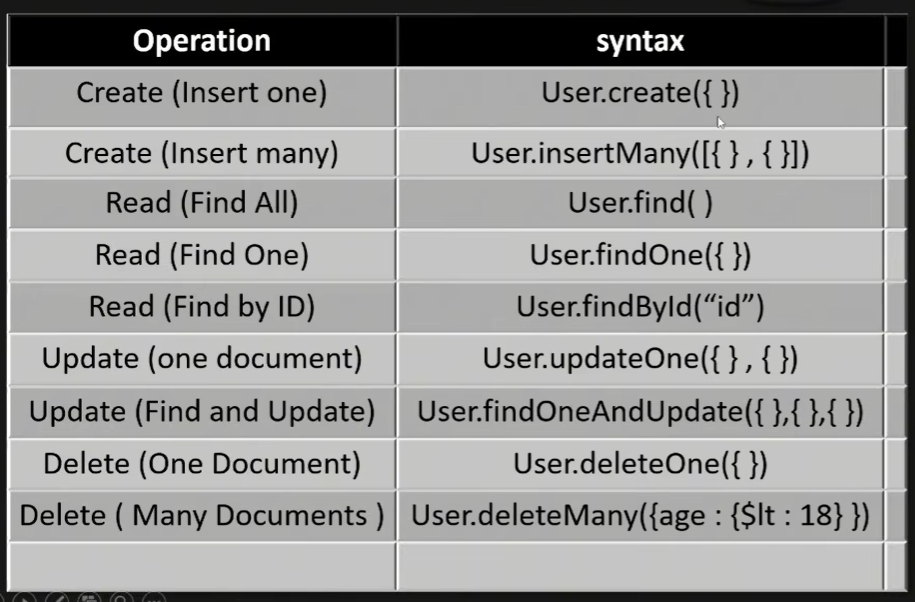 Operation syntax
Create (Insert one) User.create({ })
Create (Insert many) User.insertMany([{ } , { }])
Read (Find All) User.find( )
Read (Find One) User.findOne({ })
Read (Find by ID) User.findById(“id”)
Update (one document) User.updateOne({ } , { })
Update (Find and Update) User.findOneAndUpdate({ },{ },{ })
Delete (One Document) User.deleteOne({ })
Delete ( Many Documents ) User.deleteMany({age : {$lt : 18} })